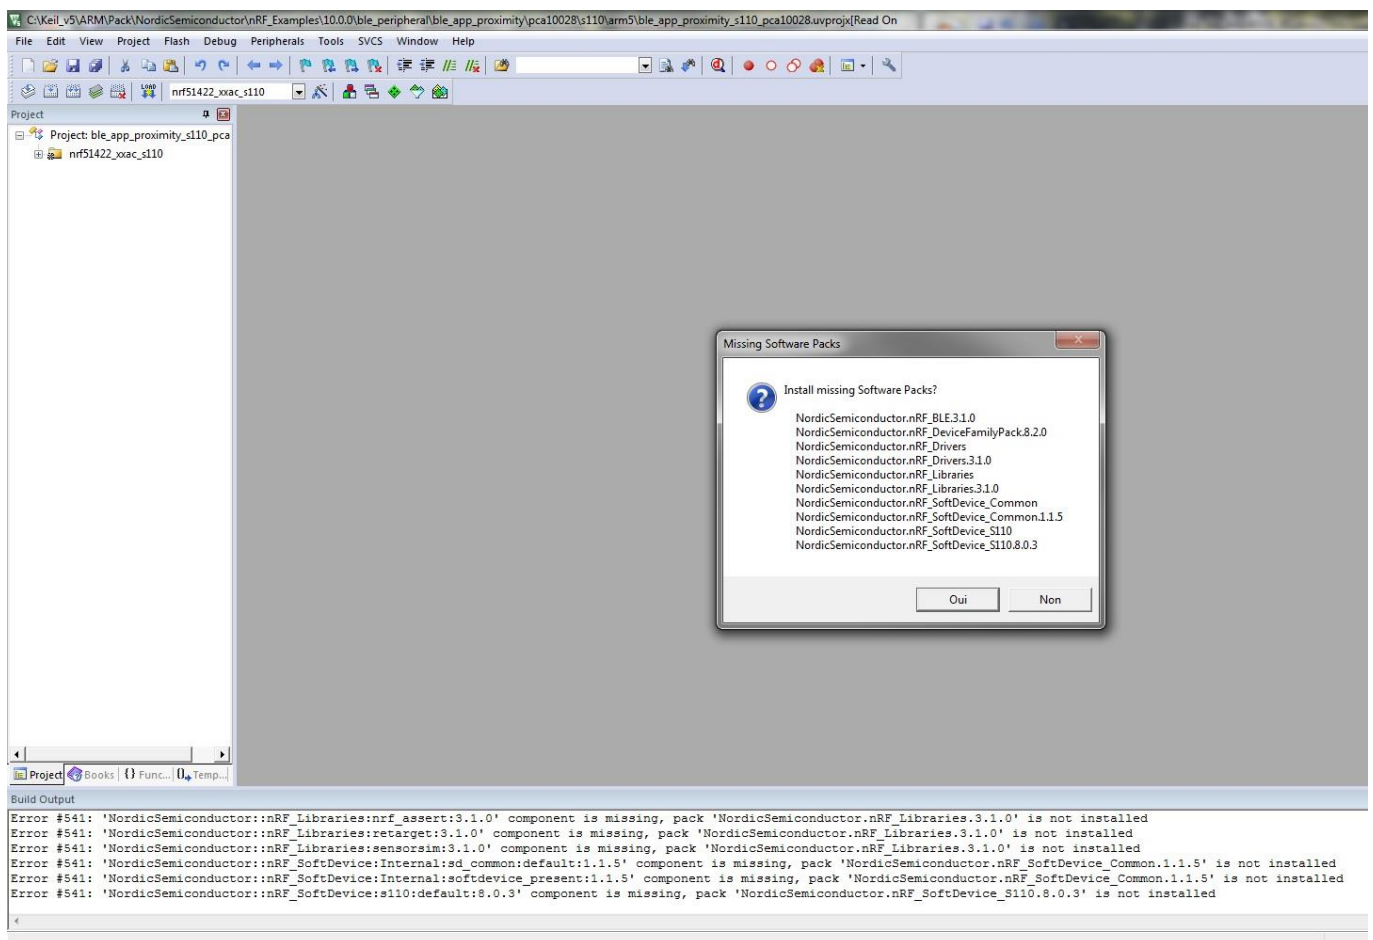 C:\Keil_v5\ARM\Pack\NordicSemiconductor\nRF_Examples\10.0.0\ble_peripheral\ble_app_proximity\pca10028\s110\arm5\ble_app_proximity_s110_pca10028.uvprojx[Read On
File Edit View Project Flash Debug Peripherals Tools SVCS Window Help
LOAD nrf51422_xxac_s110
Project
Project: ble_app_proximity_s110_pca
nrf51422_xxac_s110
Missing Software Packs
Install missing Software Packs?
NordicSemiconductor.nRF_BLE.3.1.0
NordicSemiconductor.nRF_DeviceFamilyPack.8.2.0
NordicSemiconductor.nRF_Drivers
NordicSemiconductor.nRF_Drivers.3.1.0
NordicSemiconductor.nRF_Libraries
NordicSemiconductor.nRF_Libraries.3.1.0
NordicSemiconductor.nRF_SoftDevice_Common
NordicSemiconductor.nRF_SoftDevice_Common.1.1.5
NordicSemiconductor.nRF_SoftDevice_S110
NordicSemiconductor.nRF_SoftDevice_S110.8.0.3
Oui Non
Project Books {} Func... 0. Temp...
Build Output
Error #541: 'NordicSemiconductor::nRF_Libraries:nrf_assert:3.1.0' component is missing, pack 'NordicSemiconductor.nRF_Libraries.3.1.0' is not installed
Error #541: 'NordicSemiconductor::nRF_Libraries:retarget:3.1.0' component is missing, pack 'NordicSemiconductor.nRF_Libraries.3.1.0' is not installed
Error #541: 'NordicSemiconductor::nRF_Libraries:sensorsim:3.1.0' component is missing, pack 'NordicSemiconductor.nRF_Libraries.3.1.0' is not installed
Error #541: 'NordicSemiconductor::nRF_SoftDevice:Internal:sd_common:default:1.1.5' component is missing, pack 'NordicSemiconductor.nRF_SoftDevice_Common.1.1.5' is not installed
Error #541: 'NordicSemiconductor::nRF_SoftDevice:Internal:softdevice_present:1.1.5' component is missing, pack 'NordicSemiconductor.nRF_SoftDevice_Common.1.1.5' is not installed
Error #541: 'NordicSemiconductor::nRF_SoftDevice:s110:default:8.0.3' component is missing, pack 'NordicSemiconductor.nRF_SoftDevice_S110.8.0.3' is not installed